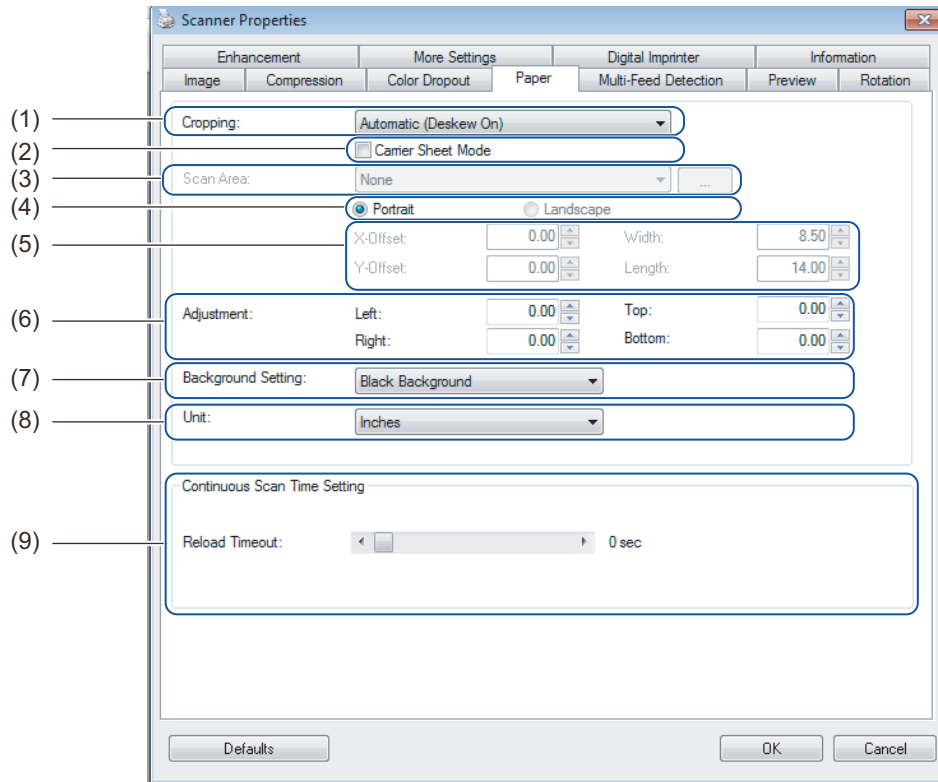 Scanner Properties
Enhancement More Settings Digital Imprinter Information
Image Compression Color Dropout Paper Multi-Feed Detection Preview Rotation
(1) Cropping: Automatic (Deskew On)
(2) Carrier Sheet Mode
(3) Scan Area: None ...
(4) Portrait Landscape
(5) X-Offset: 0.00 Width: 8.50
Y-Offset: 0.00 Length: 14.00
(6) Adjustment: Left: 0.00 Top: 0.00
Right: 0.00 Bottom: 0.00
(7) Background Setting: Black Background
(8) Unit: Inches
Continuous Scan Time Setting
(9) Reload Timeout: 0 sec
Defaults OK Cancel